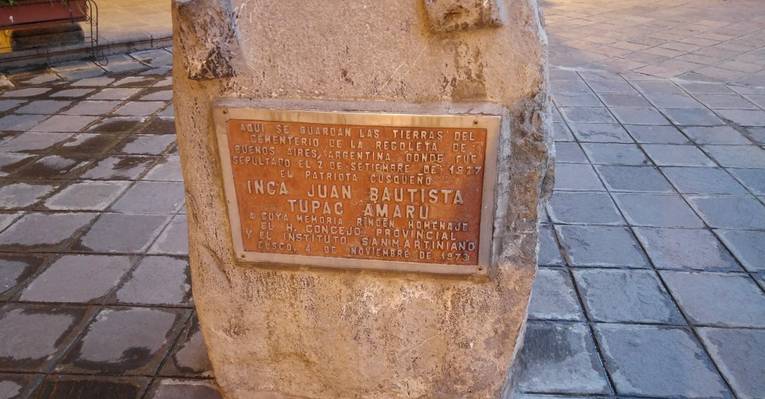 AQUI SE GUARDAN LAS TIERRAS DEL
CEMENTERIO DE LA RECOLETA DE
BUENOS AIRES, ARGENTINA, DONDE FUE
SEPULTADO EL 2 DE SETIEMBRE DE 1827
EL PATRIOTA CUSQUEÑO
INCA JUAN BAUTISTA
TUPAC AMARU
A CUYA MEMORIA RINDEN HOMENAJE
EL H. CONCEJO PROVINCIAL
Y EL INSTITUTO SANMARTINIANO
CUSCO, 4 DE NOVIEMBRE DE 1973